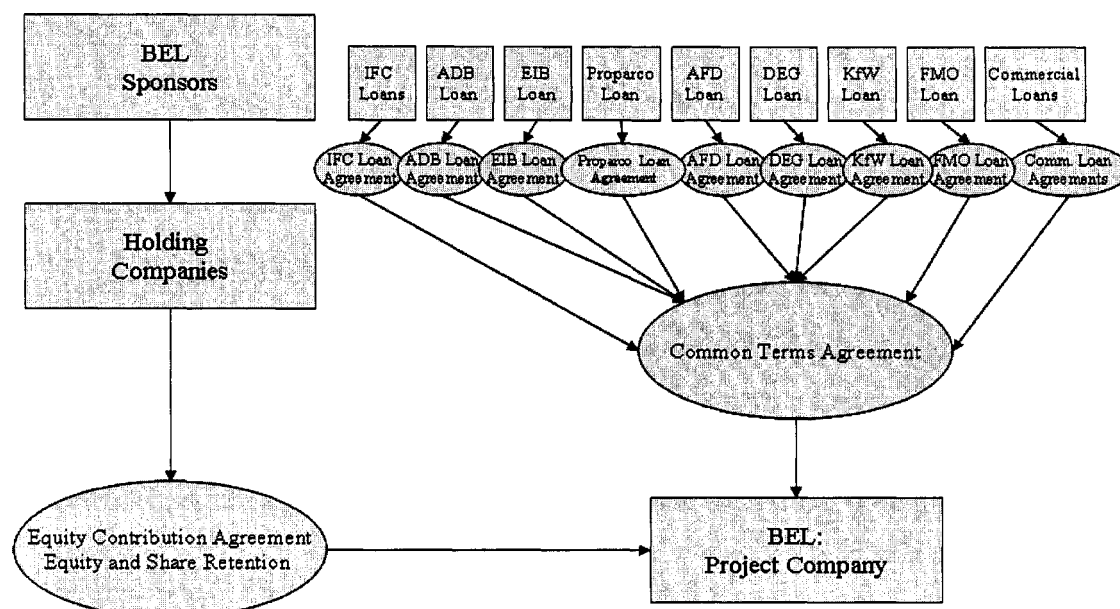 BEL
Sponsors
IFC
Loans
ADB
Loan
EIB
Loan
Proparco
Loan
AFD
Loan
DEG
Loan
KfW
Loan
FMO
Loan
Commercial
Loans
IFC Loan
Agreement
ADB Loan
Agreement
EIB Loan
Agreement
Proparco Loan
Agreement
AFD Loan
Agreement
DEG Loan
Agreement
KfW Loan
Agreement
FMO Loan
Agreement
Comm. Loan
Agreements
Holding
Companies
Common Terms Agreement
Equity Contribution Agreement
Equity and Share Retention
BEL:
Project Company